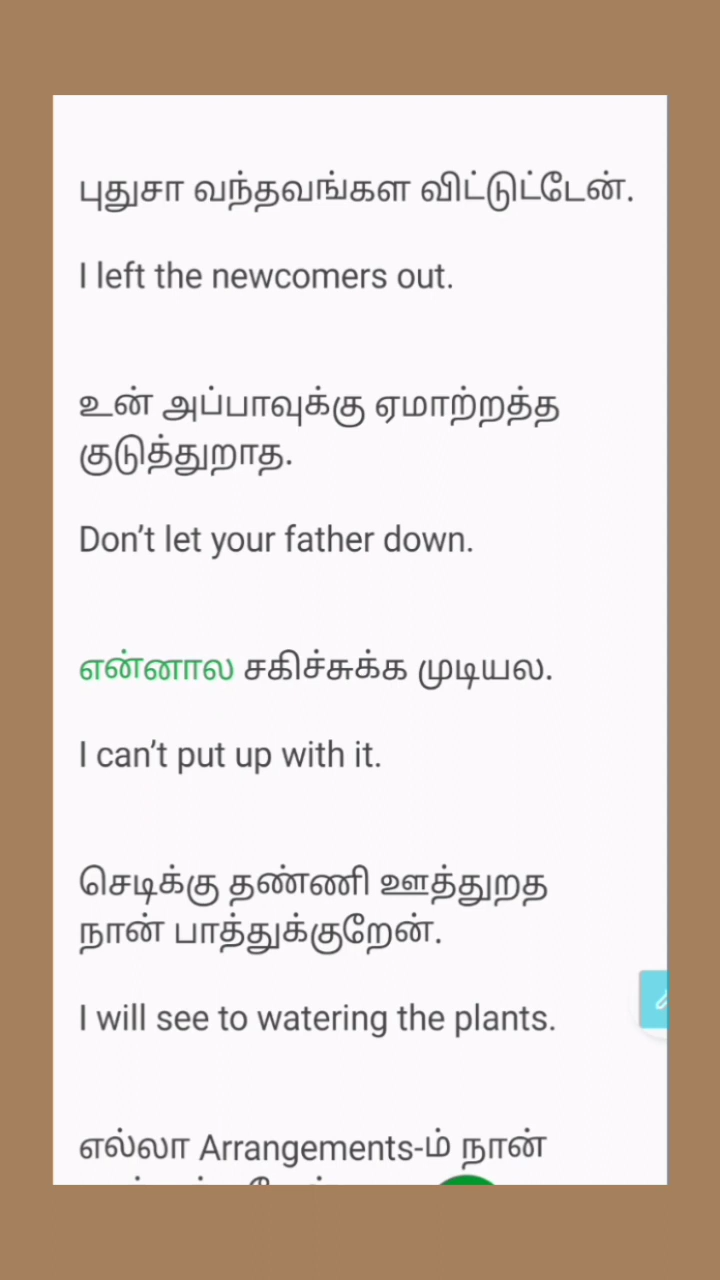 புதுசா வந்தவங்கள விட்டுட்டேன்.
I left the newcomers out.
உன் அப்பாவுக்கு ஏமாற்றத்த
குடுத்துறாத.
Don’t let your father down.
என்னால சகிச்சுக்க முடியல.
I can’t put up with it.
செடிக்கு தண்ணி ஊத்துறத
நான் பாத்துக்குறேன்.
I will see to watering the plants.
எல்லா Arrangements-ம் நான்